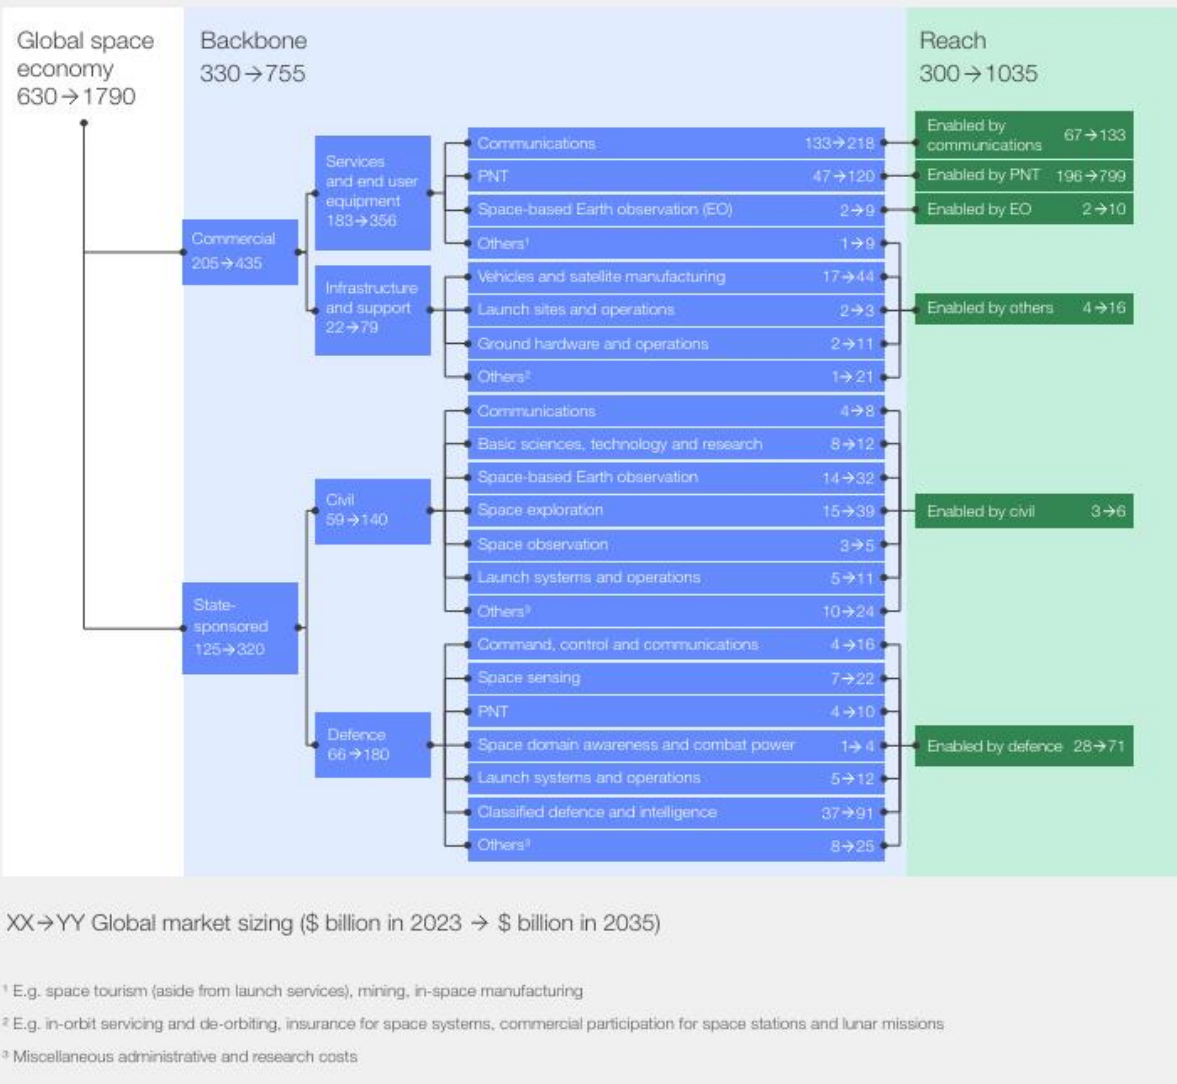 Global space
economy
630→1790
Backbone
330→755
Reach
300→1035
Commercial
205→435
Services
and end user
equipment
183→356
Communications 133→218
PNT 47→120
Space-based Earth observation (EO) 2→9
Others¹ 1→9
Infrastructure
and support
22→79
Vehicles and satellite manufacturing 17→44
Launch sites and operations 2→3
Ground hardware and operations 2→11
Others² 1→21
State-
sponsored
125→320
Civil
59→140
Communications 4→8
Basic sciences, technology and research 8→12
Space-based Earth observation 14→32
Space exploration 15→39
Space observation 3→5
Launch systems and operations 5→11
Others³ 10→24
Defence
66→180
Command, control and communications 4→16
Space sensing 7→22
PNT 4→10
Space domain awareness and combat power 1→4
Launch systems and operations 5→12
Classified defence and intelligence 37→91
Others³ 8→25
Enabled by
communications 67→133
Enabled by PNT 196→799
Enabled by EO 2→10
Enabled by others 4→16
Enabled by civil 3→6
Enabled by defence 28→71
XX→YY Global market sizing ($ billion in 2023 → $ billion in 2035)
¹ E.g. space tourism (aside from launch services), mining, in-space manufacturing
² E.g. in-orbit servicing and de-orbiting, insurance for space systems, commercial participation for space stations and lunar missions
³ Miscellaneous administrative and research costs